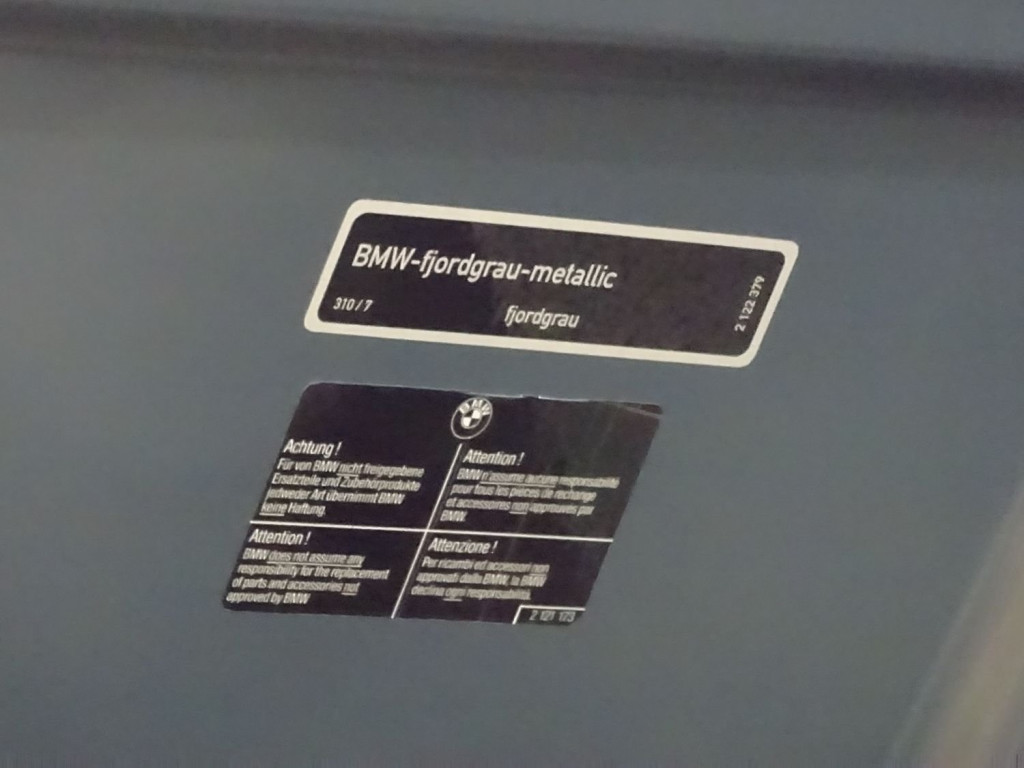 BMW-fjordgrau-metallic
310/7
fjordgrau
2 122 379
BMW
Achtung!
Für von BMW nicht freigegebene
Ersatzteile und Zubehörprodukte
jedweder Art übernimmt BMW
keine Haftung.
Attention!
BMW n'assume aucune responsabilité
pour tous les pièces de rechange
et accessoires non approuvés par
BMW.
Attention!
BMW does not assume any
responsibility for the replacement
of parts and accessories not
approved by BMW
Attenzione!
Per ricambi ed accessori non
approvati dalla BMW, la BMW
declina ogni responsabilità.
2 121 173